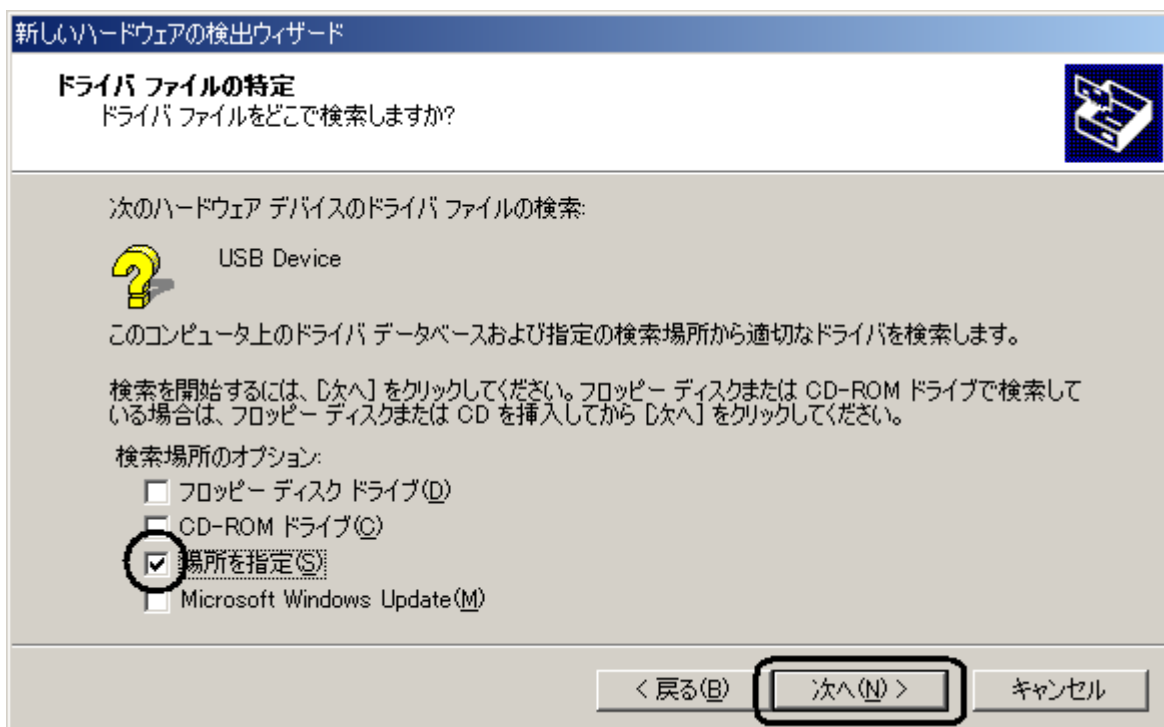 新しいハードウェアの検出ウィザード
ドライバ ファイルの特定
ドライバ ファイルをどこで検索しますか?
次のハードウェア デバイスのドライバ ファイルの検索:
USB Device
このコンピュータ上のドライバ データベースおよび指定の検索場所から適切なドライバを検索します。
検索を開始するには、[次へ] をクリックしてください。フロッピー ディスクまたは CD-ROM ドライブで検索して
いる場合は、フロッピー ディスクまたは CD を挿入してから [次へ] をクリックしてください。
検索場所のオプション:
フロッピー ディスク ドライブ(D)
CD-ROM ドライブ(C)
場所を指定(S)
Microsoft Windows Update(M)
< 戻る(B) 次へ(N) > キャンセル